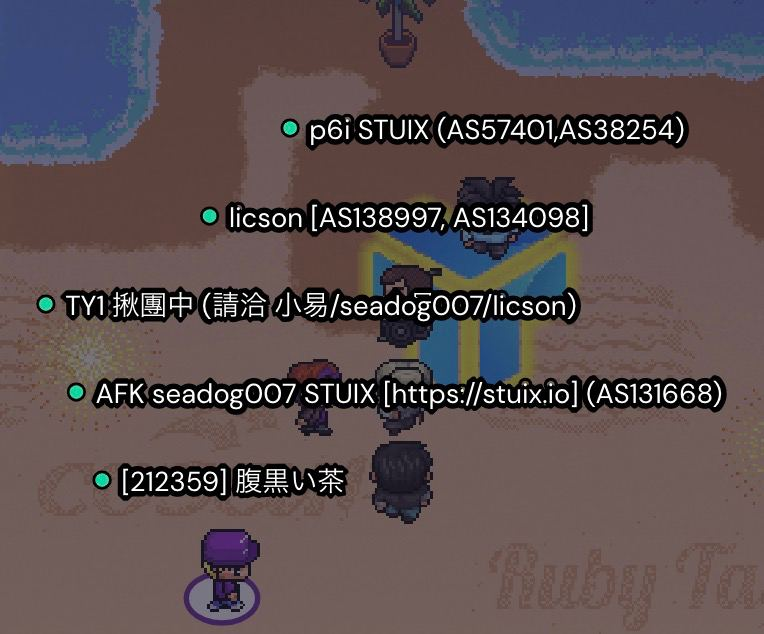 p6i STUIX (AS57401,AS38254)
licson [AS138997, AS134098]
TY1 揪團中 (請洽 小易/seadog007/licson)
AFK seadog007 STUIX [https://stuix.io] (AS131668)
[212359] 腹黒い茶
Ruby Ta